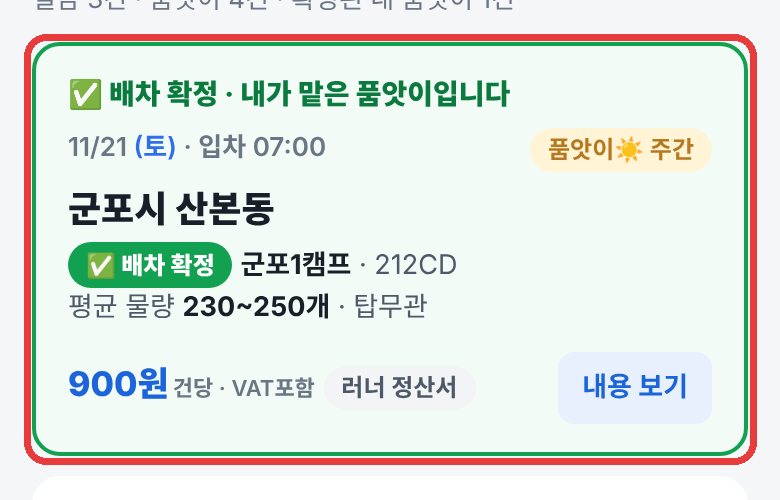 ✅ 배차 확정 · 내가 맡은 품앗이입니다
11/21 (토) · 입차 07:00
품앗이☀️ 주간
군포시 산본동
✅ 배차 확정 군포1캠프 · 212CD
평균 물량 230~250개 · 탑무관
900원 건당 · VAT포함 러너 정산서
내용 보기